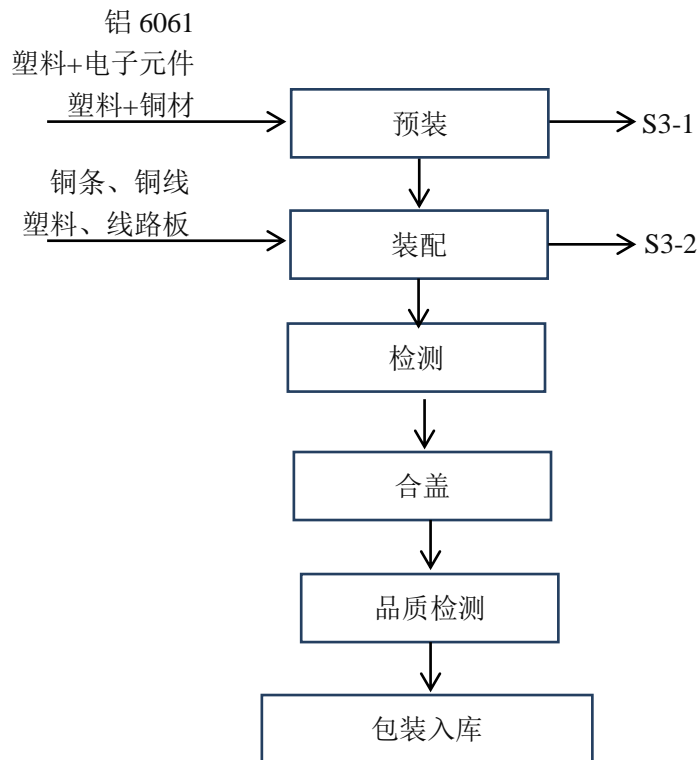 铝 6061
塑料+电子元件
塑料+铜材
预装
S3-1
铜条、铜线
塑料、线路板
装配
S3-2
检测
合盖
品质检测
包装入库